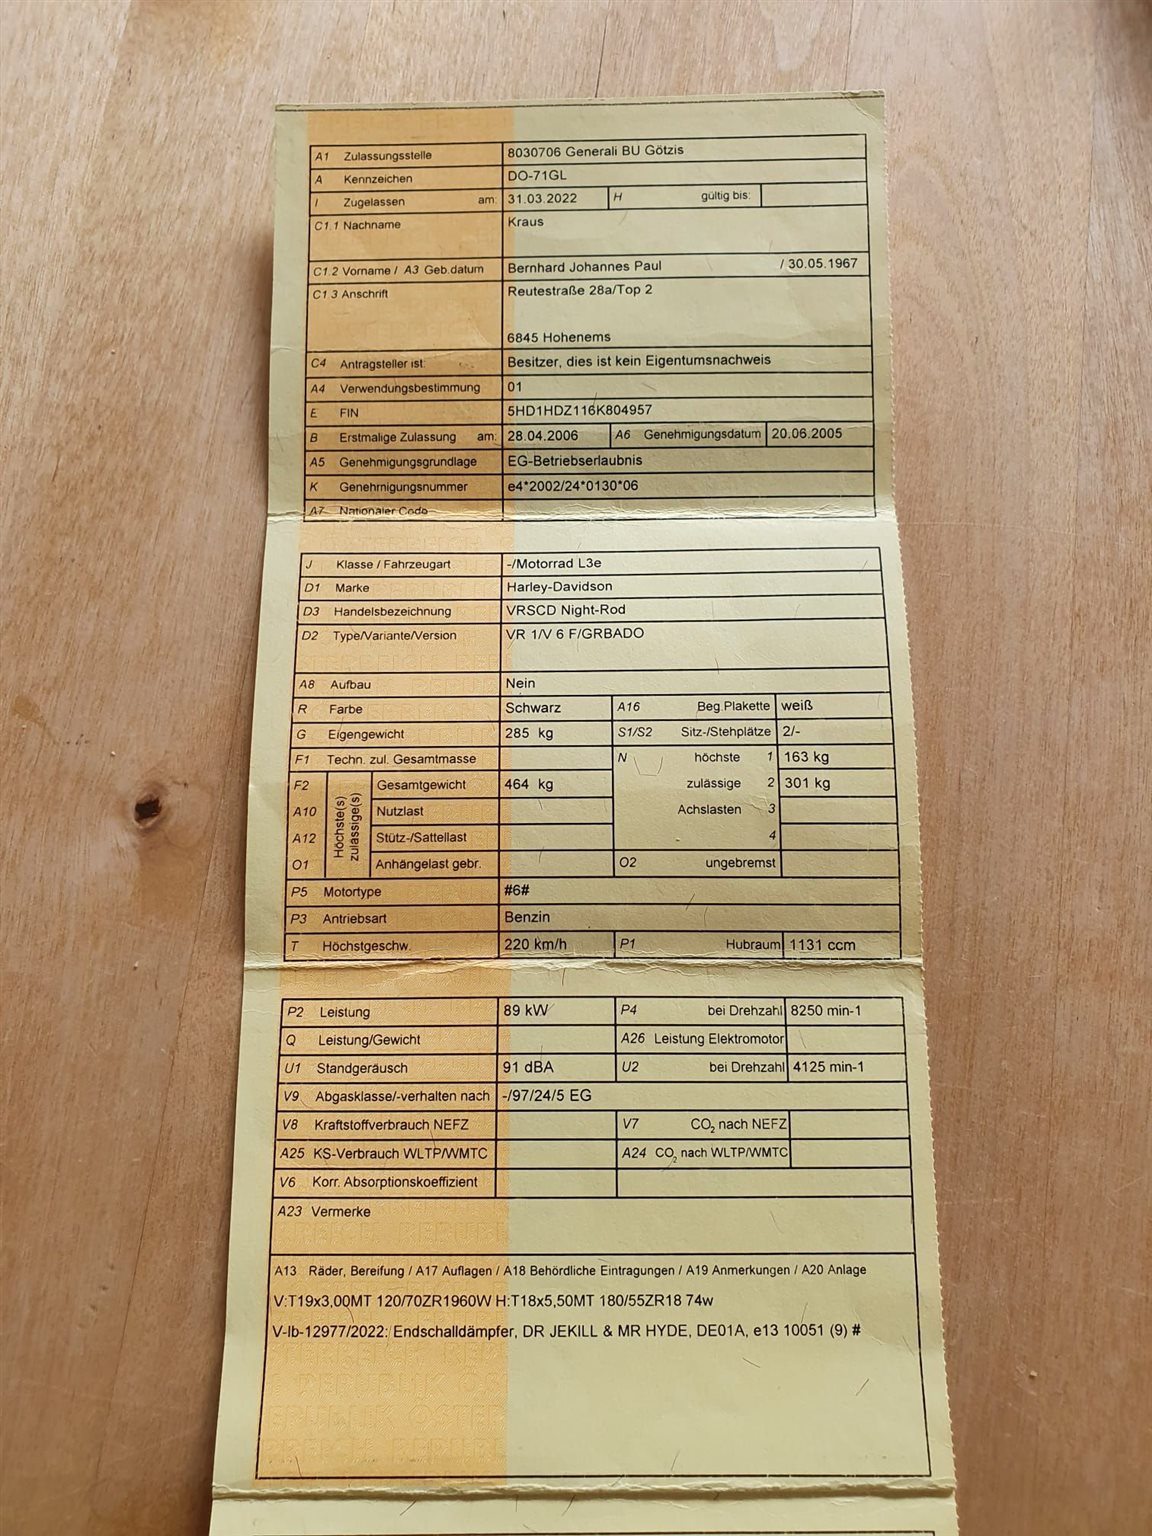 A1 Zulassungsstelle 8030706 Generali BU Götzis
A Kennzeichen DO-71GL
I Zugelassen am: 31.03.2022 H gültig bis:
C1.1 Nachname Kraus
C1.2 Vorname / A3 Geb.datum Bernhard Johannes Paul / 30.05.1967
C1.3 Anschrift Reutestraße 28a/Top 2
6845 Hohenems
C4 Antragsteller ist: Besitzer, dies ist kein Eigentumsnachweis
A4 Verwendungsbestimmung 01
E FIN 5HD1HDZ116K804957
B Erstmalige Zulassung am: 28.04.2006 A6 Genehmigungsdatum 20.06.2005
A5 Genehmigungsgrundlage EG-Betriebserlaubnis
K Genehmigungsnummer e4*2002/24*0130*06
A7 Nationaler Code
J Klasse / Fahrzeugart -/Motorrad L3e
D1 Marke Harley-Davidson
D3 Handelsbezeichnung VRSCD Night-Rod
D2 Type/Variante/Version VR 1/V 6 F/GRBADO
A8 Aufbau Nein
R Farbe Schwarz A16 Beg.Plakette weiß
G Eigengewicht 285 kg S1/S2 Sitz-/Stehplätze 2/-
F1 Techn. zul. Gesamtmasse N höchste 1 163 kg
F2 Höchste(s) zulässige(s) Gesamtgewicht 464 kg zulässige 2 301 kg
A10 Nutzlast Achslasten 3
A12 Stütz-/Sattellast 4
O1 Anhängelast gebr. O2 ungebremst
P5 Motortype #6#
P3 Antriebsart Benzin
T Höchstgeschw. 220 km/h P1 Hubraum 1131 ccm
P2 Leistung 89 kW P4 bei Drehzahl 8250 min-1
Q Leistung/Gewicht A26 Leistung Elektromotor
U1 Standgeräusch 91 dBA U2 bei Drehzahl 4125 min-1
V9 Abgasklasse/-verhalten nach -/97/24/5 EG
V8 Kraftstoffverbrauch NEFZ V7 CO2 nach NEFZ
A25 KS-Verbrauch WLTP/WMTC A24 CO2 nach WLTP/WMTC
V6 Korr. Absorptionskoeffizient
A23 Vermerke
A13 Räder, Bereifung / A17 Auflagen / A18 Behördliche Eintragungen / A19 Anmerkungen / A20 Anlage
V:T19x3,00MT 120/70ZR1960W H:T18x5,50MT 180/55ZR18 74w
V-Ib-12977/2022: Endschalldämpfer, DR JEKILL & MR HYDE, DE01A, e13 10051 (9) #